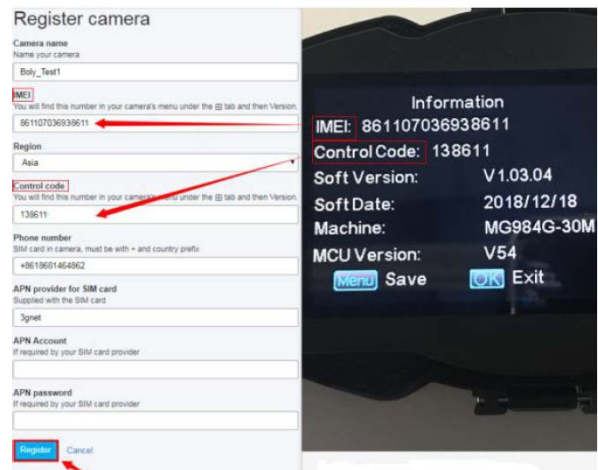 Register camera
Camera name
Name your camera
Boly_Test1
IMEI
You will find this number in your camera's menu under the ⊞ tab and then Version.
861107036938611
Region
Asia
Control code
You will find this number in your camera's menu under the ⊞ tab and then Version.
138611
Phone number
SIM card in camera, must be with + and country prefix
+8618681464862
APN provider for SIM card
Supplied with the SIM card
3gnet
APN Account
If required by your SIM card provider
APN password
If required by your SIM card provider
Register Cancel
Information
IMEI: 861107036938611
Control Code: 138611
Soft Version: V1.03.04
Soft Date: 2018/12/18
Machine: MG984G-30M
MCU Version: V54
Menu Save OK Exit